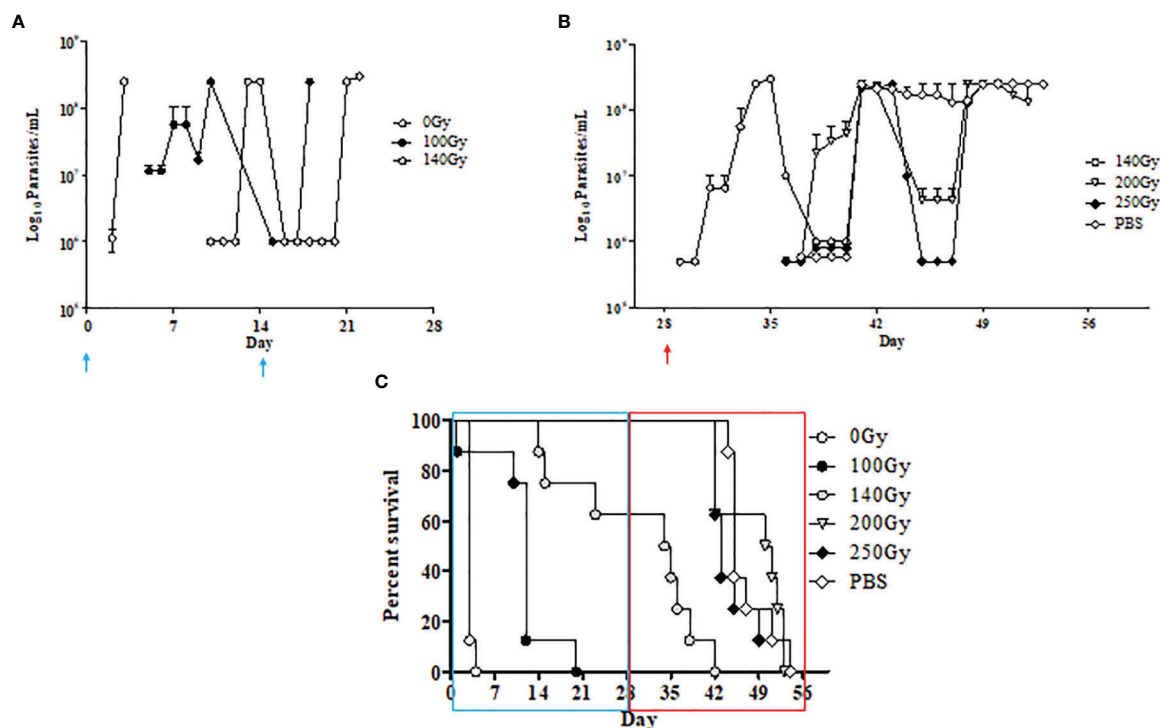 A
10⁹
10⁸
10⁷
10⁶
10⁵
Log₁₀ Parasites/mL
0 7 14 21 28
Day
0Gy
100Gy
140Gy
B
10⁹
10⁸
10⁷
10⁶
10⁵
Log₁₀ Parasites/mL
28 35 42 49 56
Day
140Gy
200Gy
250Gy
PBS
C
100
80
60
40
20
0
Percent survival
0 7 14 21 28 35 42 49 56
Day
0Gy
100Gy
140Gy
200Gy
250Gy
PBS